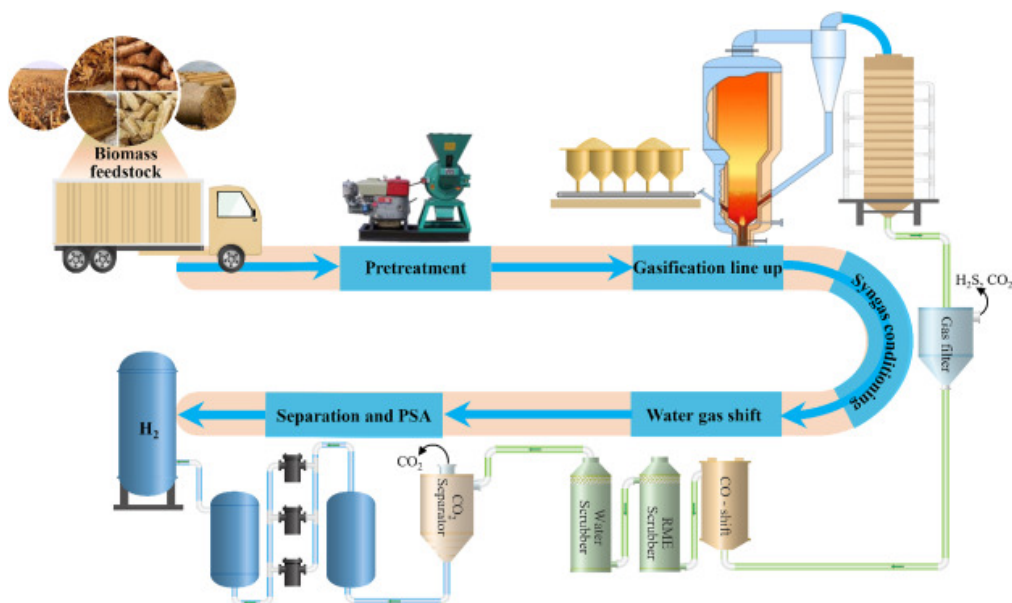 Biomass
feedstock
Pretreatment
Gasification line up
Syngas conditioning
H₂S, CO₂
Gas filter
Water gas shift
Separation and PSA
H₂
CO₂
CO₂
Separator
Water
Scrubber
RME
Scrubber
CO - shift